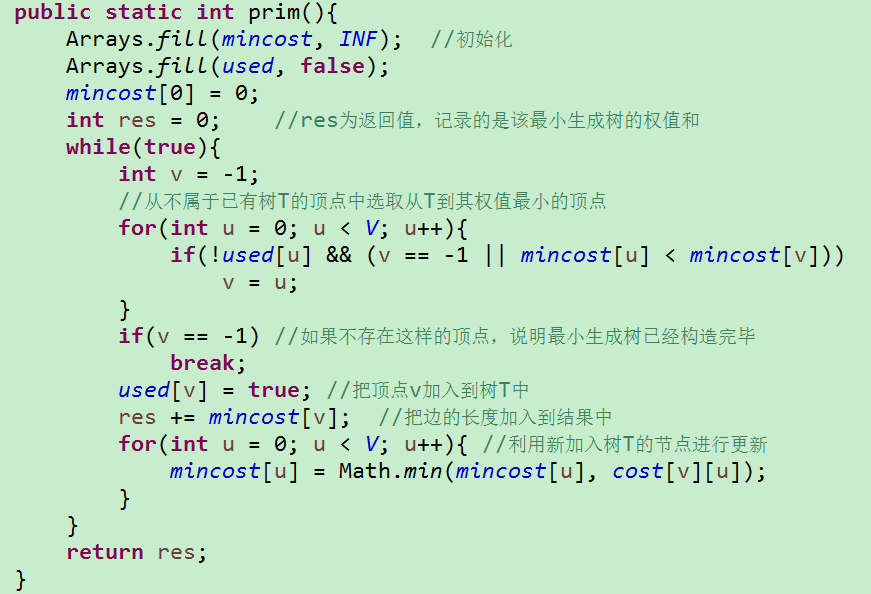 public static int prim(){
    Arrays.fill(mincost, INF);  //初始化
    Arrays.fill(used, false);
    mincost[0] = 0;
    int res = 0;    //res为返回值，记录的是该最小生成树的权值和
    while(true){
        int v = -1;
        //从不属于已有树T的顶点中选取从T到其权值最小的顶点
        for(int u = 0; u < V; u++){
            if(!used[u] && (v == -1 || mincost[u] < mincost[v]))
                v = u;
        }
        if(v == -1) //如果不存在这样的顶点，说明最小生成树已经构造完毕
            break;
        used[v] = true; //把顶点v加入到树T中
        res += mincost[v];  //把边的长度加入到结果中
        for(int u = 0; u < V; u++){ //利用新加入树T的节点进行更新
            mincost[u] = Math.min(mincost[u], cost[v][u]);
        }
    }
    return res;
}